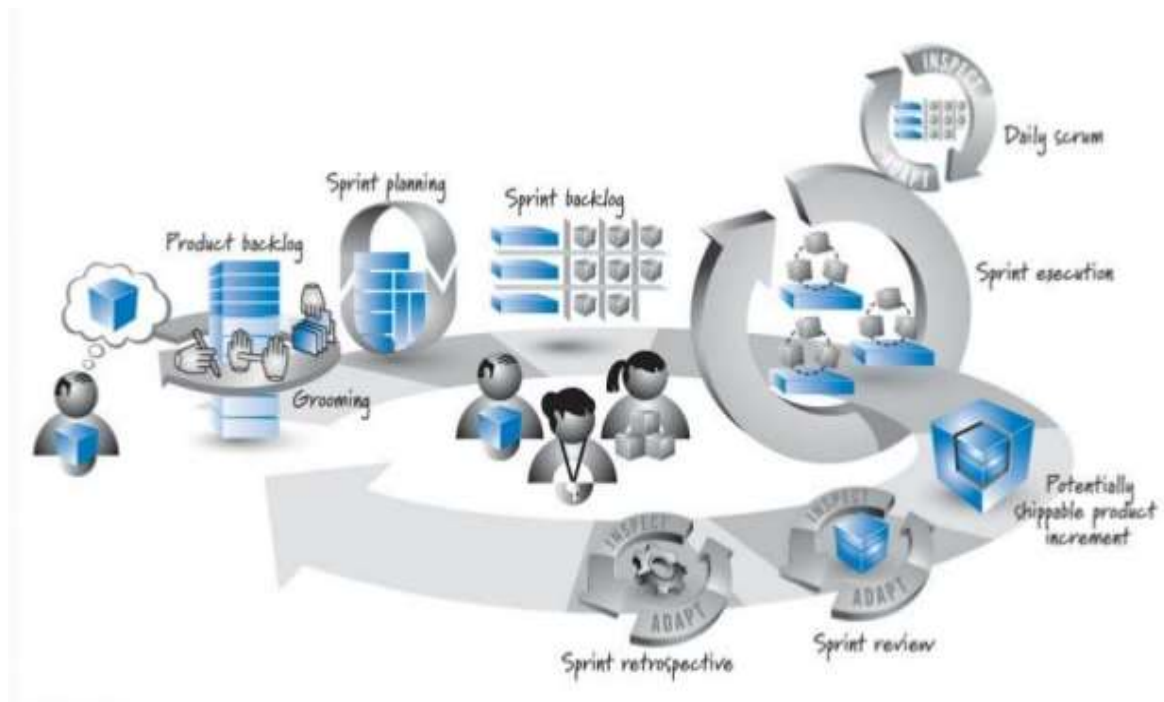 INSPECT
ADAPT
Daily scrum
Sprint planning
Sprint backlog
Product backlog
Sprint execution
Grooming
Potentially
shippable product
increment
INSPECT
ADAPT
Sprint review
INSPECT
ADAPT
Sprint retrospective